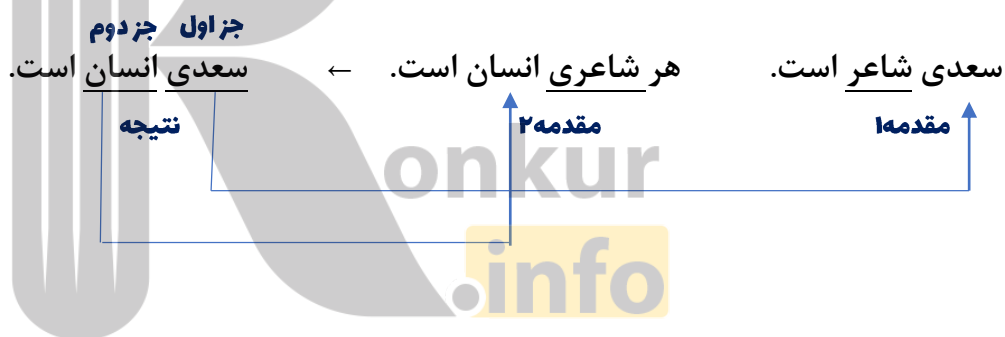 جز اول جز دوم
سعدی شاعر است. هر شاعری انسان است. ← سعدی انسان است.
مقدمه۱ مقدمه۲ نتیجه
onkur
.info